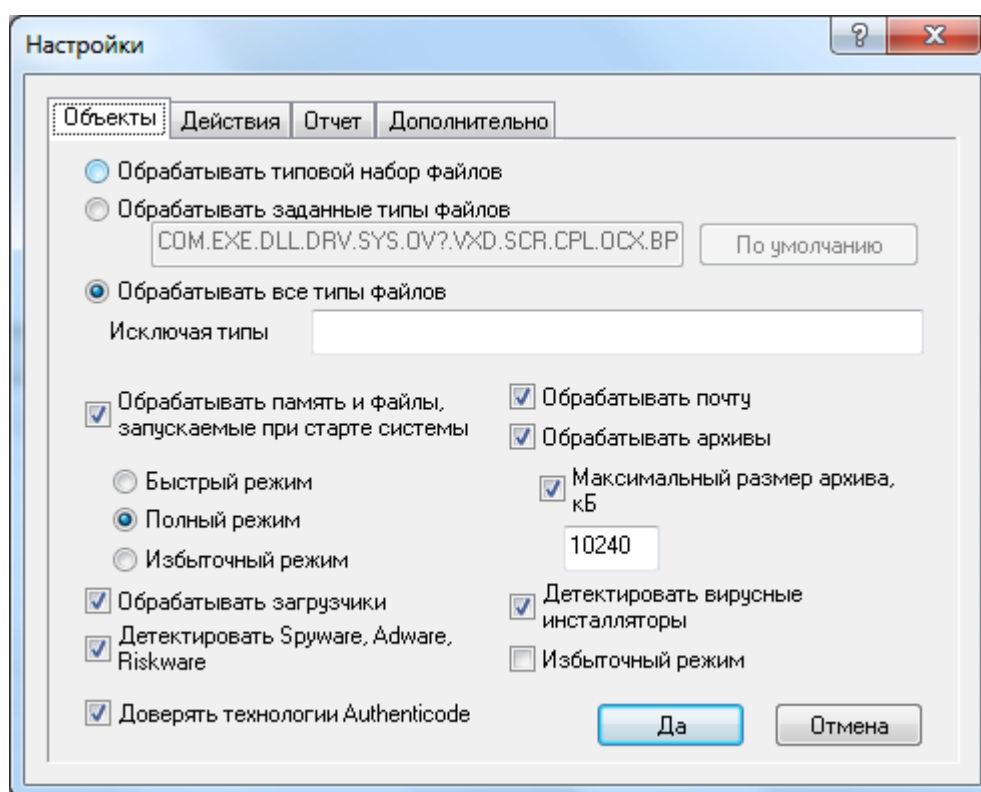 Настройки
Объекты Действия Отчет Дополнительно
Обрабатывать типовой набор файлов
Обрабатывать заданные типы файлов
COM.EXE.DLL.DRV.SYS.OV?.VXD.SCR.CPL.OCX.BP
По умолчанию
Обрабатывать все типы файлов
Исключая типы
Обрабатывать память и файлы,
запускаемые при старте системы
Быстрый режим
Полный режим
Избыточный режим
Обрабатывать загрузчики
Детектировать Spyware, Adware,
Riskware
Доверять технологии Authenticode
Обрабатывать почту
Обрабатывать архивы
Максимальный размер архива,
кБ
10240
Детектировать вирусные
инсталляторы
Избыточный режим
Да
Отмена